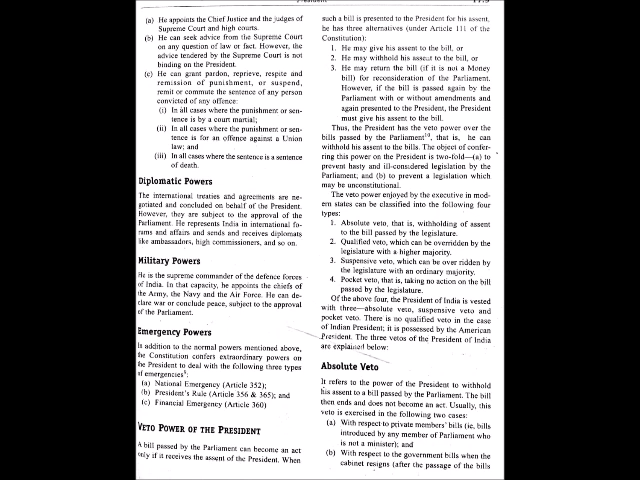 President
(a) He appoints the Chief Justice and the judges of
Supreme Court and high courts.
(b) He can seek advice from the Supreme Court
on any question of law or fact. However, the
advice tendered by the Supreme Court is
not binding on the President.
(c) He can grant pardon, reprieve, respite and
remission of punishment, or suspend,
remit or commute the sentence of any person
convicted of any offence:
(i) In all cases where the punishment or sen-
tence is by a court martial;
(ii) In all cases where the punishment or sen-
tence is for an offence against a Union
law; and
(iii) In all cases where the sentence is a sentence
of death.
Diplomatic Powers
The international treaties and agreements are ne-
gotiated and concluded on behalf of the President.
However, they are subject to the approval of the
Parliament. He represents India in international fo-
rums and affairs and sends and receives diplomats
like ambassadors, high commissioners, and so on.
Military Powers
He is the supreme commander of the defence forces
of India. In that capacity, he appoints the chiefs of
the Army, the Navy and the Air Force. He can de-
clare war or conclude peace, subject to the approval
of the Parliament.
Emergency Powers
In addition to the normal powers mentioned above,
the Constitution confers extraordinary powers on
the President to deal with the following three types
of emergencies:
(a) National Emergency (Article 352);
(b) President's Rule (Article 356 & 365); and
(c) Financial Emergency (Article 360)
VETO POWER OF THE PRESIDENT
A bill passed by the Parliament can become an act
only if it receives the assent of the President. When
such a bill is presented to the President for his assent,
he has three alternatives (under Article 111 of the
Constitution):
1. He may give his assent to the bill, or
2. He may withhold his assent to the bill, or
3. He may return the bill (if it is not a Money
bill) for reconsideration of the Parliament.
However, if the bill is passed again by the
Parliament with or without amendments and
again presented to the President, the President
must give his assent to the bill.
Thus, the President has the veto power over the
bills passed by the Parliament¹⁰, that is, he can
withhold his assent to the bills. The object of confer-
ring this power on the President is two-fold—(a) to
prevent hasty and ill-considered legislation by the
Parliament; and (b) to prevent a legislation which
may be unconstitutional.
The veto power enjoyed by the executive in mod-
ern states can be classified into the following four
types:
1. Absolute veto, that is, withholding of assent
to the bill passed by the legislature.
2. Qualified veto, which can be overridden by the
legislature with a higher majority.
3. Suspensive veto, which can be over ridden by
the legislature with an ordinary majority.
4. Pocket veto, that is, taking no action on the bill
passed by the legislature.
Of the above four, the President of India is vested
with three—absolute veto, suspensive veto and
pocket veto. There is no qualified veto in the case
of Indian President; it is possessed by the American
President. The three vetos of the President of India
are explained below:
Absolute Veto
It refers to the power of the President to withhold
his assent to a bill passed by the Parliament. The bill
then ends and does not become an act. Usually, this
veto is exercised in the following two cases:
(a) With respect to private members' bills (ie, bills
introduced by any member of Parliament who
is not a minister); and
(b) With respect to the government bills when the
cabinet resigns (after the passage of the bills